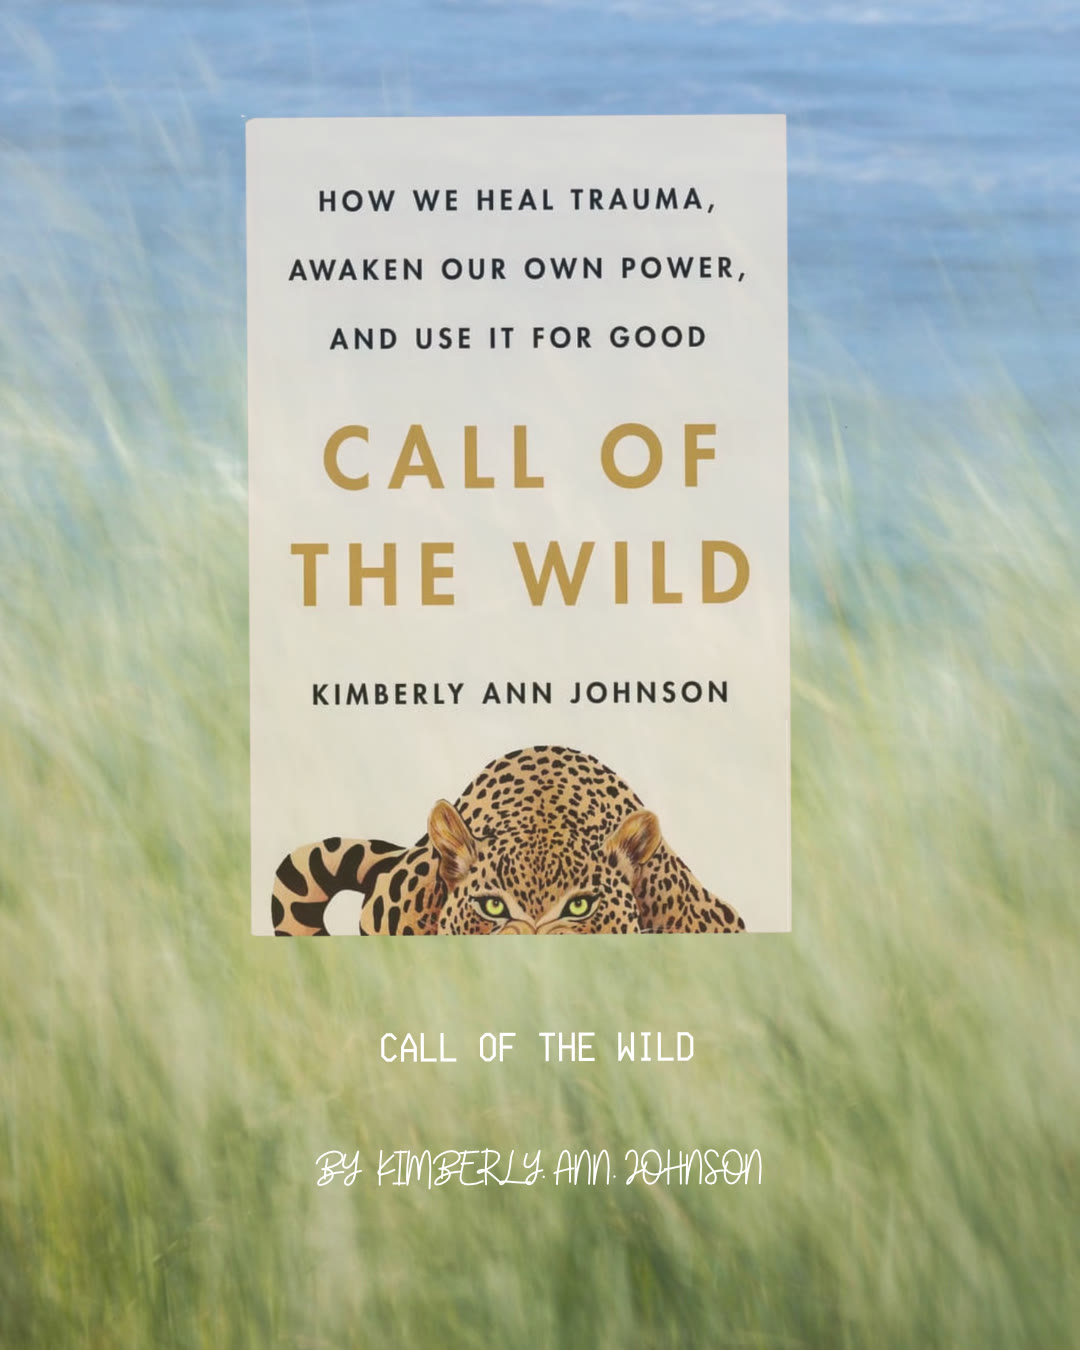 HOW WE HEAL TRAUMA,
AWAKEN OUR OWN POWER,
AND USE IT FOR GOOD
CALL OF
THE WILD
KIMBERLY ANN JOHNSON
CALL OF THE WILD
BY KIMBERLY. ANN. JOHNSON